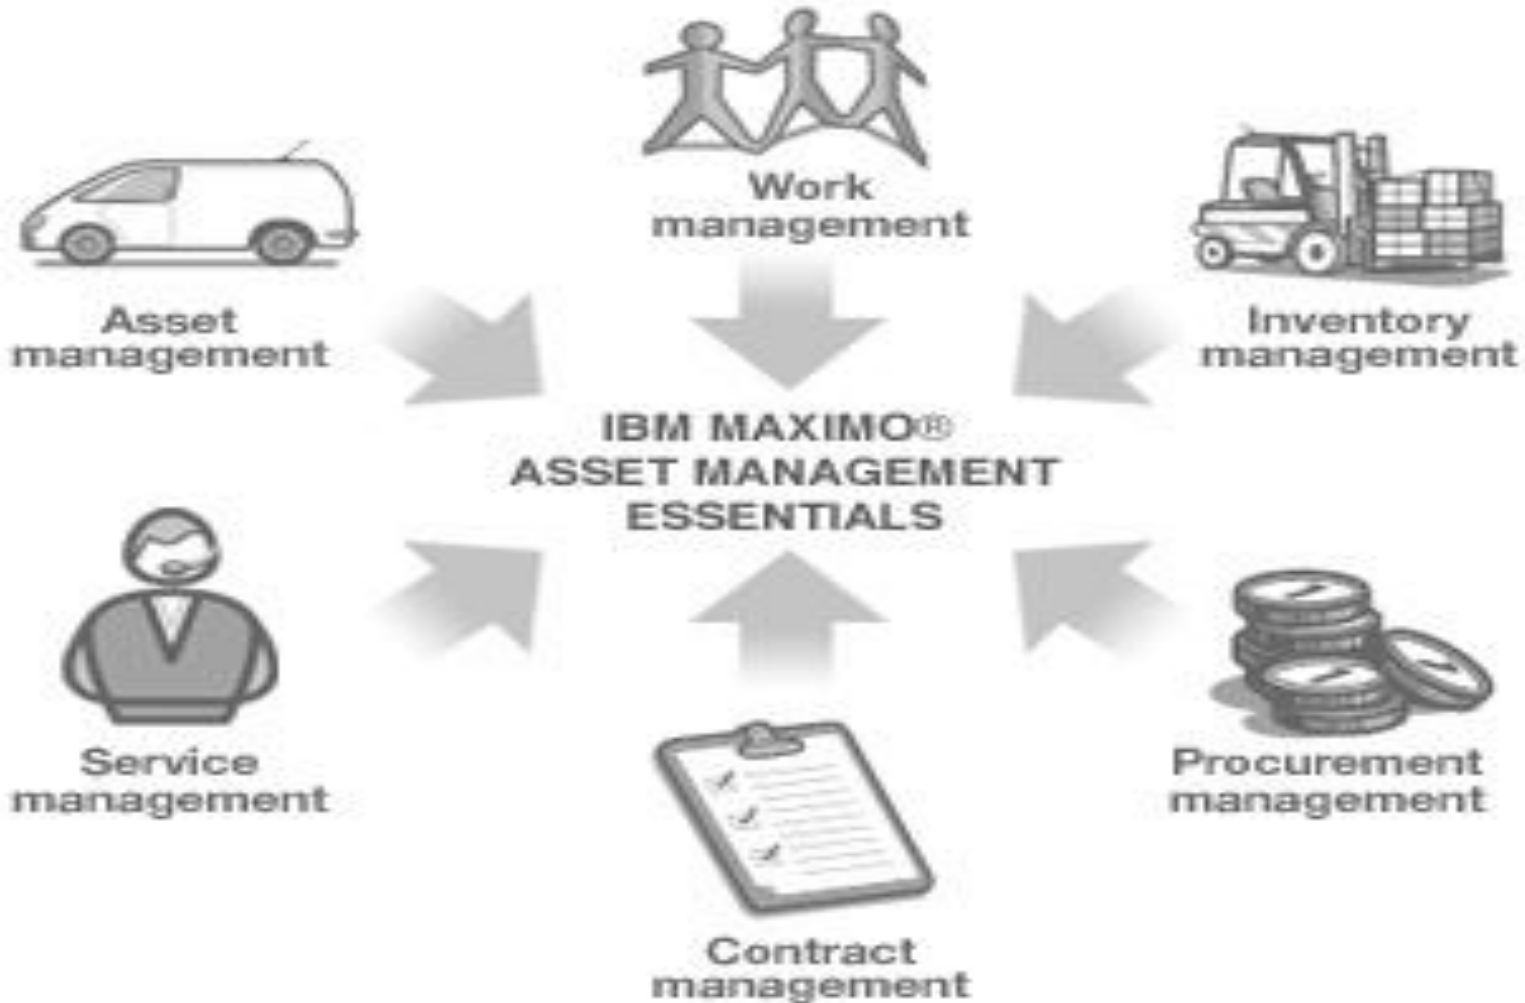 Work
management
Asset
management
Inventory
management
IBM MAXIMO®
ASSET MANAGEMENT
ESSENTIALS
Service
management
Procurement
management
Contract
management